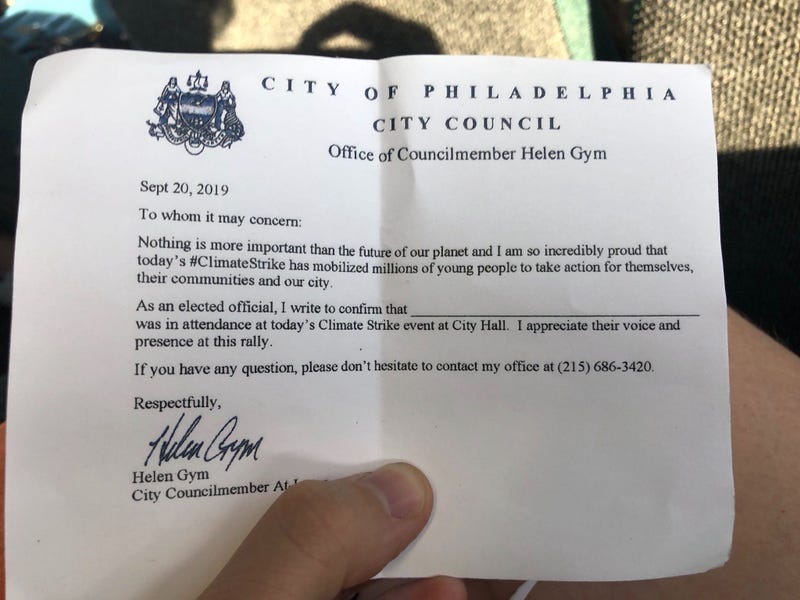 CITY OF PHILADELPHIA
CITY COUNCIL
Office of Councilmember Helen Gym
Sept 20, 2019
To whom it may concern:
Nothing is more important than the future of our planet and I am so incredibly proud that
today's #ClimateStrike has mobilized millions of young people to take action for themselves,
their communities and our city.
As an elected official, I write to confirm that
was in attendance at today's Climate Strike event at City Hall. I appreciate their voice and
presence at this rally.
If you have any question, please don't hesitate to contact my office at (215) 686-3420.
Respectfully,
Helen Gym
Helen Gym
City Councilmember At